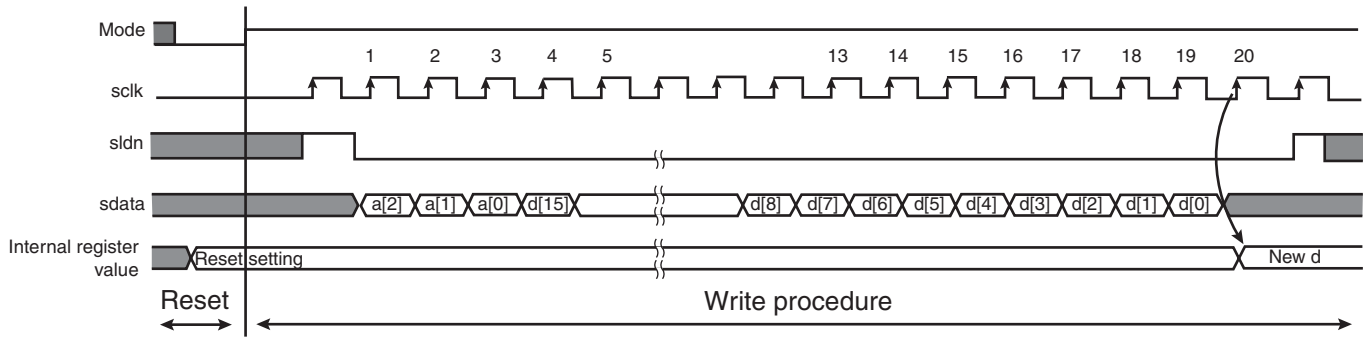 Mode
1 2 3 4 5 13 14 15 16 17 18 19 20
sclk
sldn
sdata
a[2] a[1] a[0] d[15] d[8] d[7] d[6] d[5] d[4] d[3] d[2] d[1] d[0]
Internal register
value
Reset setting
New d
Reset
Write procedure